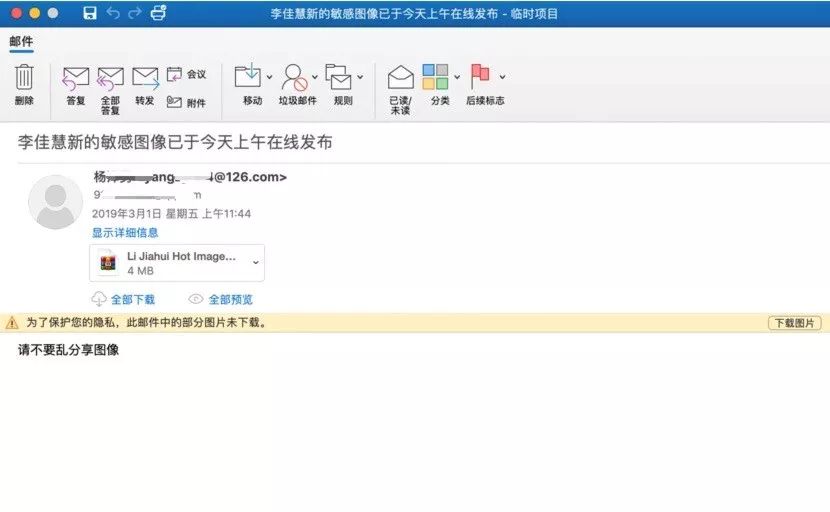 李佳慧新的敏感图像已于今天上午在线发布 - 临时项目
邮件
删除
答复
全部答复
转发
会议
附件
移动
垃圾邮件
规则
已读/未读
分类
后续标志
李佳慧新的敏感图像已于今天上午在线发布
杨 @126.com>
2019年3月1日 星期五 上午11:44
显示详细信息
Li Jiahui Hot Image...
4 MB
全部下载 全部预览
为了保护您的隐私，此邮件中的部分图片未下载。 下载图片
请不要乱分享图像